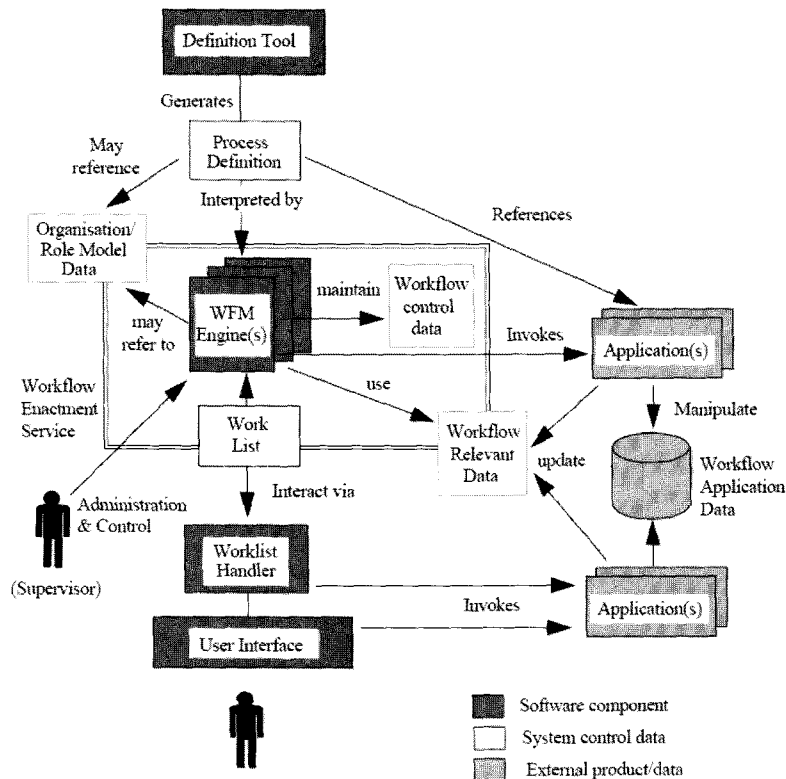 Definition Tool
Generates
Process
Definition
May
reference
Interpreted by
References
Organisation/
Role Model
Data
WFM
Engine(s)
maintain
Workflow
control
data
may
refer to
Invokes
Application(s)
Workflow
Enactment
Service
use
Work
List
Workflow
Relevant
Data
update
Manipulate
Workflow
Application
Data
Interact via
Administration
& Control
(Supervisor)
Worklist
Handler
Invokes
Application(s)
User Interface
Software component
System control data
External product/data